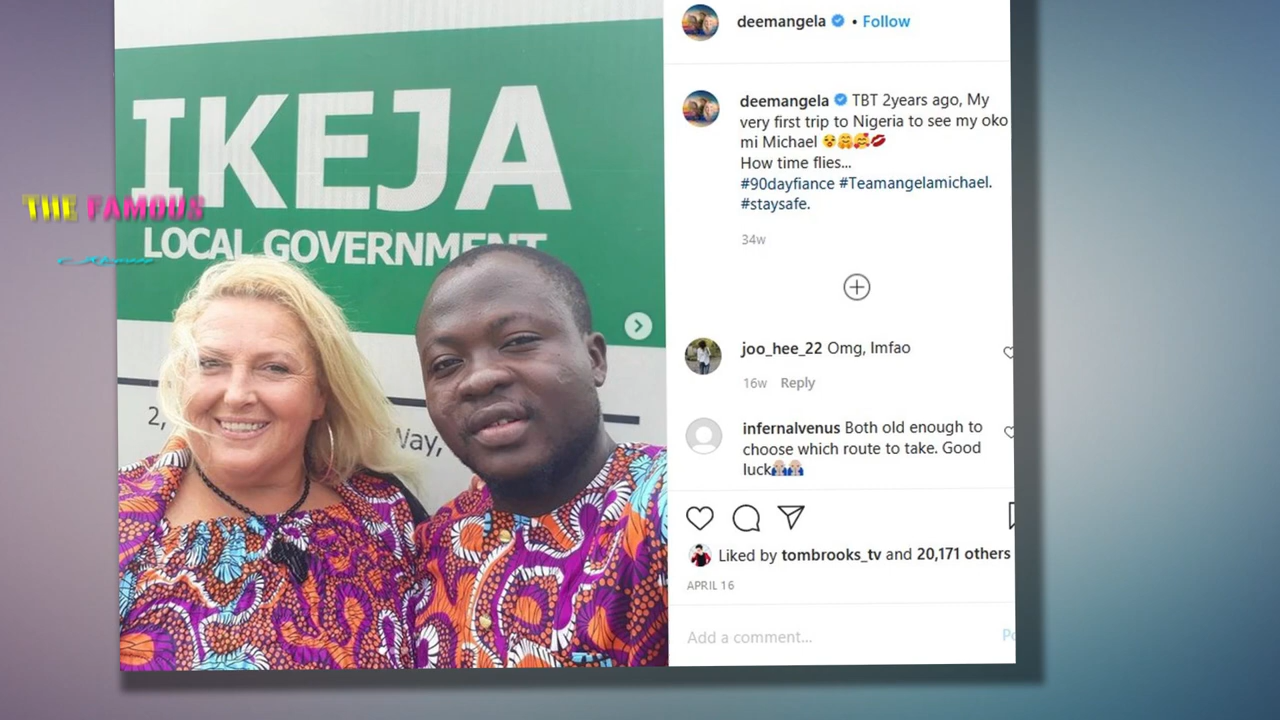 IKEJA
LOCAL GOVERNMENT
2,
Way,
THE FAMOUS
deemangela • Follow
deemangela TBT 2years ago, My
very first trip to Nigeria to see my oko
mi Michael 😵🤗🥰💋
How time flies...
#90dayfiance #Teamangelamichael.
#staysafe.
34w
joo_hee_22 Omg, lmfao
16w Reply
infernalvenus Both old enough to
choose which route to take. Good
luck
Liked by tombrooks_tv and 20,171 others
APRIL 16
Add a comment...
Po